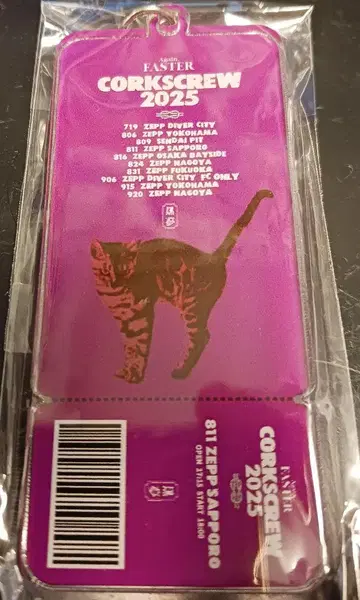 Again
EASTER
CORKSCREW
2025
719 ZEPP DIVER CITY
806 ZEPP YOKOHAMA
809 SENDAI PIT
811 ZEPP SAPPORO
816 ZEPP OSAKA BAYSIDE
824 ZEPP NAGOYA
831 ZEPP FUKUOKA
906 ZEPP DIVER CITY FC ONLY
915 ZEPP YOKOHAMA
920 ZEPP NAGOYA
Again
EASTER
CORKSCREW
2025
811 ZEPP SAPPORO
OPEN 17:15 START 18:00